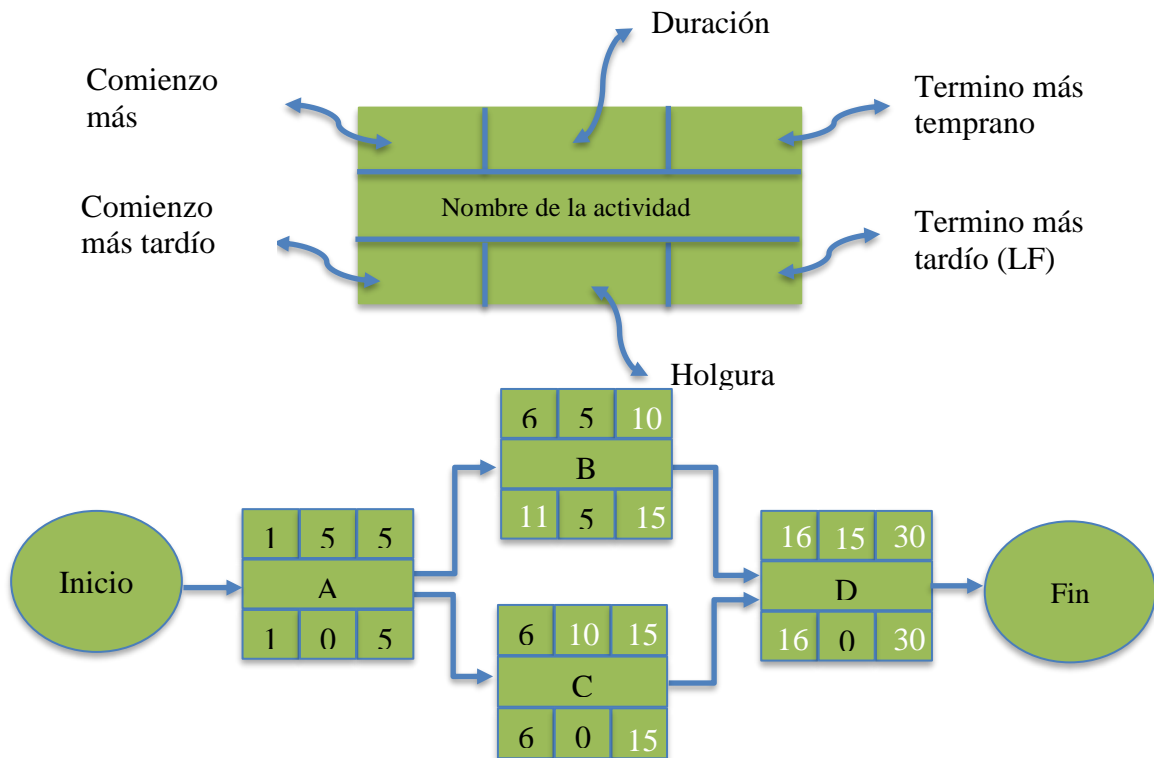 Duración
Comienzo
más
Termino más
temprano
Nombre de la actividad
Comienzo
más tardío
Termino más
tardío (LF)
Holgura
6 5 10
B
11 5 15
Inicio
1 5 5
A
1 0 5
6 10 15
C
6 0 15
16 15 30
D
16 0 30
Fin